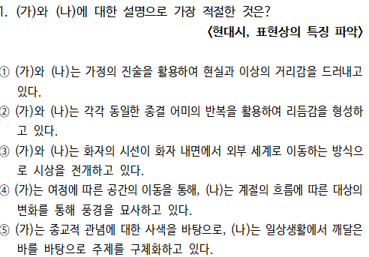 1. (가)와 (나)에 대한 설명으로 가장 적절한 것은?
<현대시, 표현상의 특징 파악>
① (가)와 (나)는 가정의 진술을 활용하여 현실과 이상의 거리감을 드러내고
있다.
② (가)와 (나)는 각각 동일한 종결 어미의 반복을 활용하여 리듬감을 형성하
고 있다.
③ (가)와 (나)는 화자의 시선이 화자 내면에서 외부 세계로 이동하는 방식으
로 시상을 전개하고 있다.
④ (가)는 여정에 따른 공간의 이동을 통해, (나)는 계절의 흐름에 따른 대상의
변화를 통해 풍경을 묘사하고 있다.
⑤ (가)는 종교적 관념에 대한 사색을 바탕으로, (나)는 일상생활에서 깨달은
바를 바탕으로 주제를 구체화하고 있다.